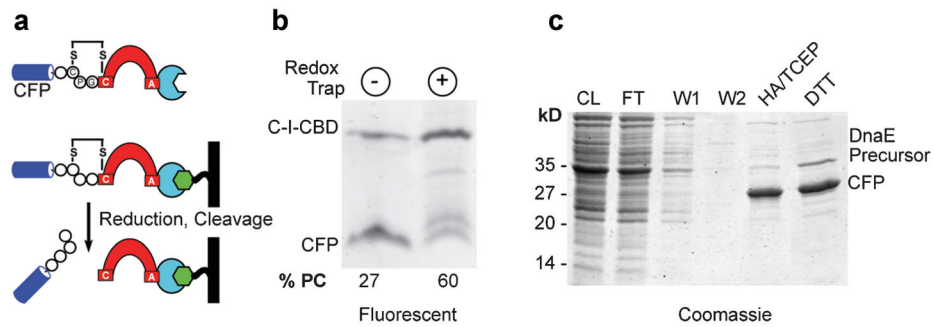 a
S S
C
P G C A
CFP
S S
C A
Reduction, Cleavage
C A
b
Redox
Trap - +
C-I-CBD
CFP
% PC 27 60
Fluorescent
c
CL FT W1 W2 HA/TCEP DTT
kD
35 -
27 -
20 -
14 -
DnaE
Precursor
CFP
Coomassie